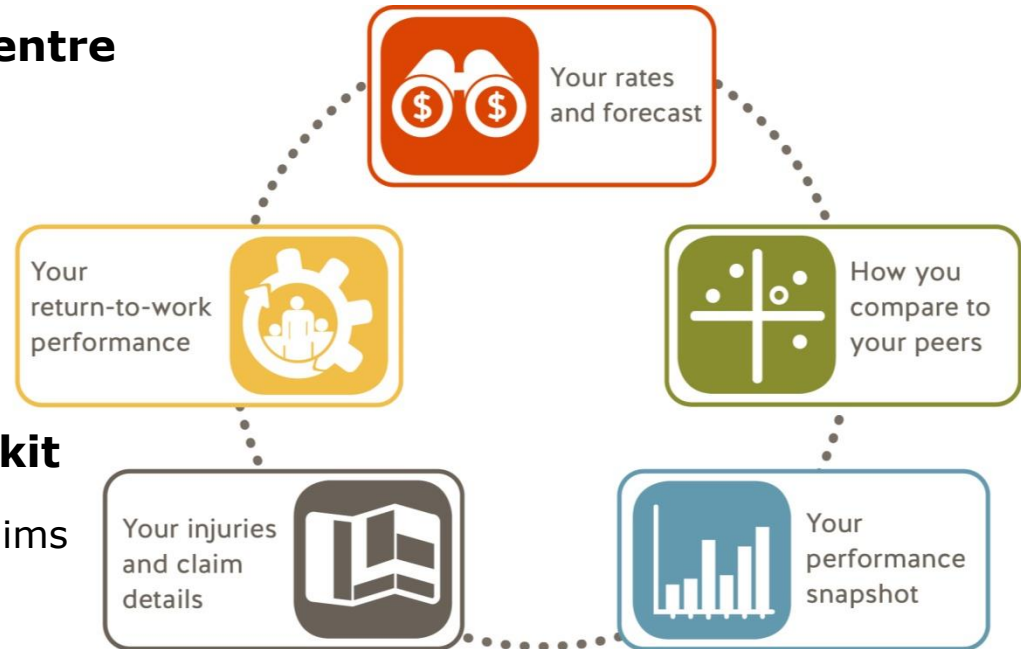 entre
Your rates
and forecast
Your
return-to-work
performance
How you
compare to
your peers
kit
ims
Your injuries
and claim
details
Your
performance
snapshot
$ $